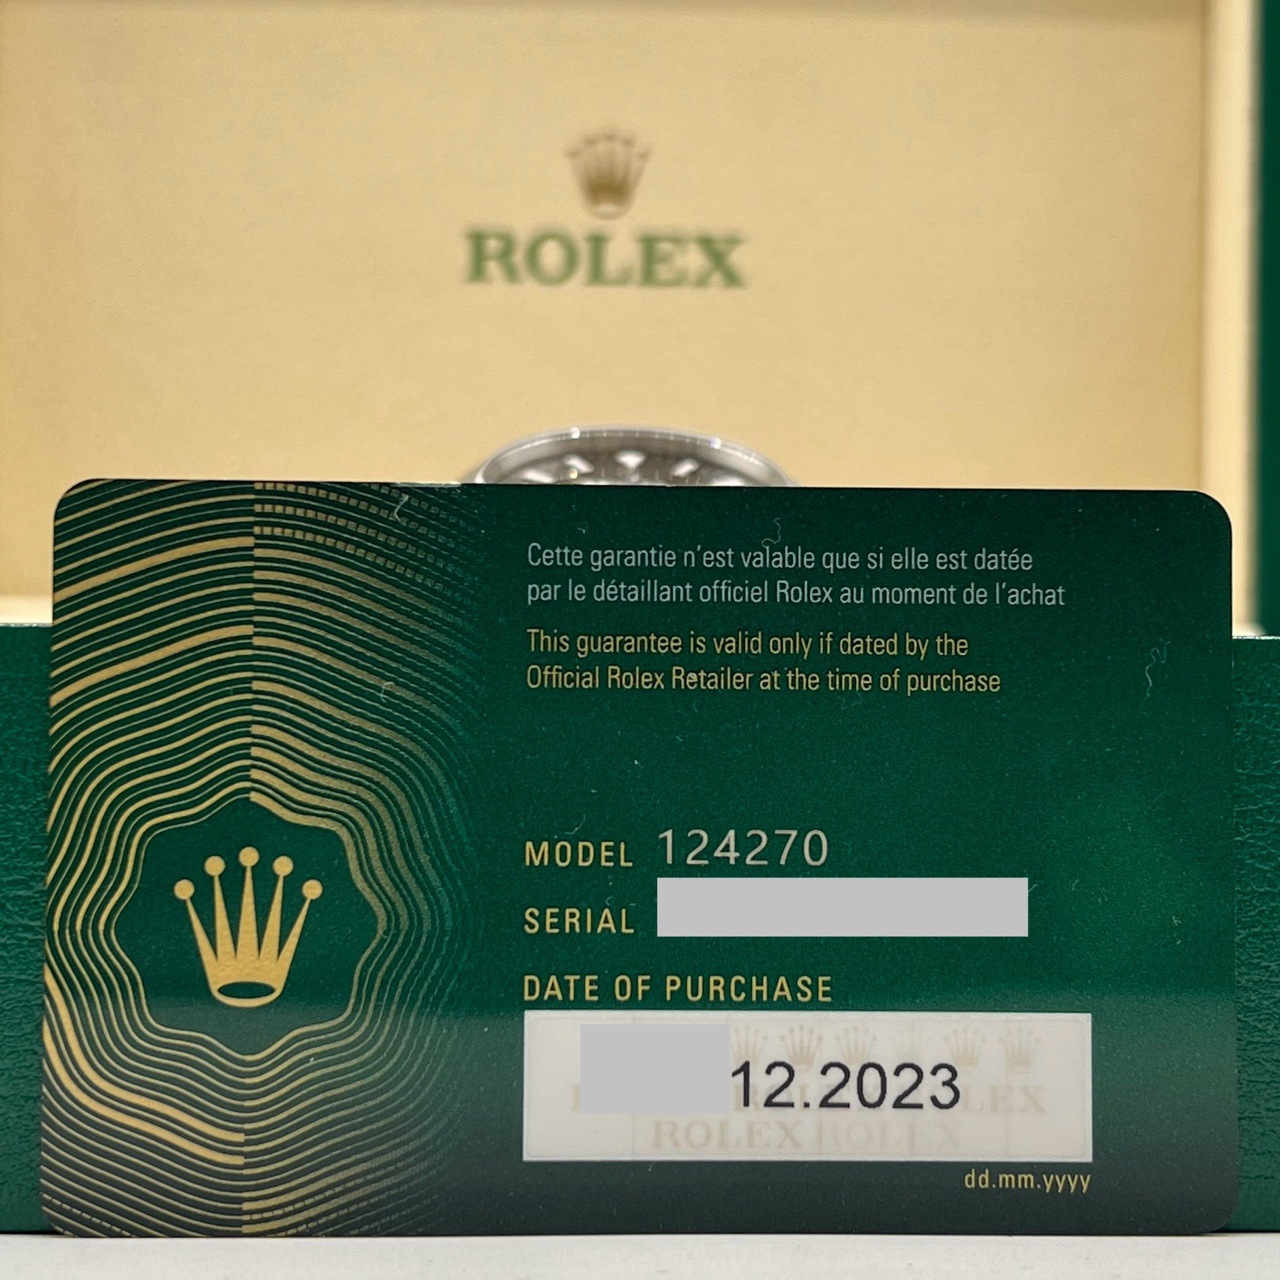 ROLEX
Cette garantie n'est valable que si elle est datée
par le détaillant officiel Rolex au moment de l'achat
This guarantee is valid only if dated by the
Official Rolex Retailer at the time of purchase
MODEL 124270
SERIAL
DATE OF PURCHASE
12.2023
ROLEX ROLEX
dd.mm.yyyy